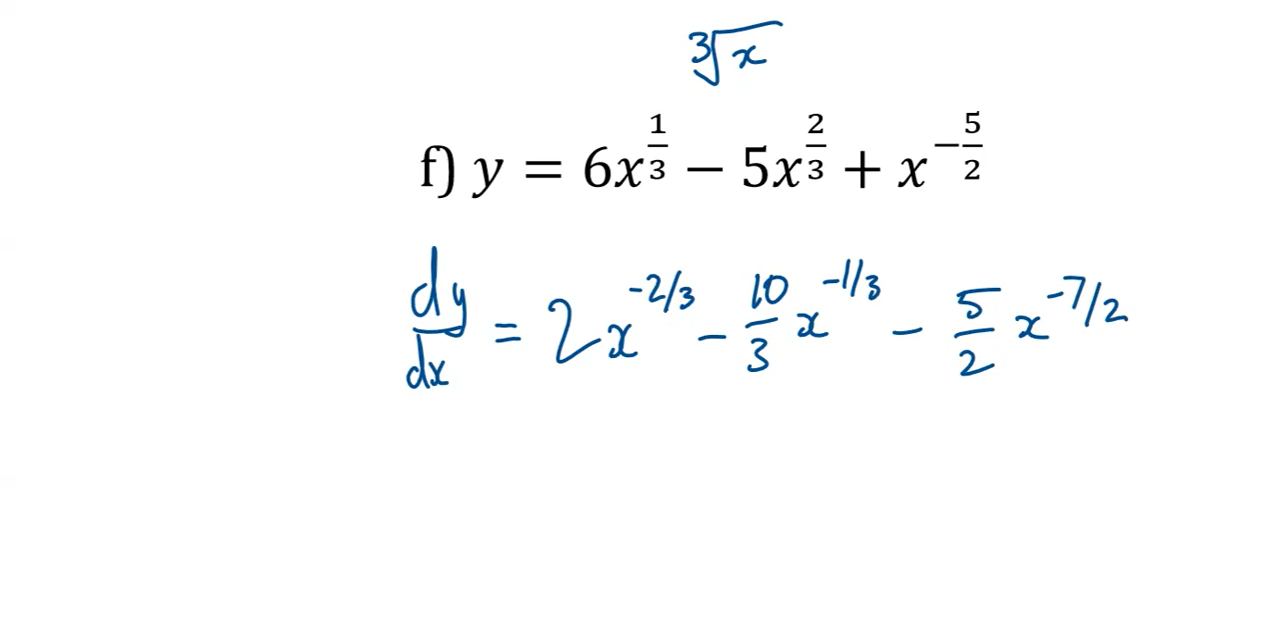 ∛x
f) y = 6x^(1/3) − 5x^(2/3) + x^(−5/2)
dy/dx = 2x^(-2/3) - 10/3 x^(-1/3) - 5/2 x^(-7/2)